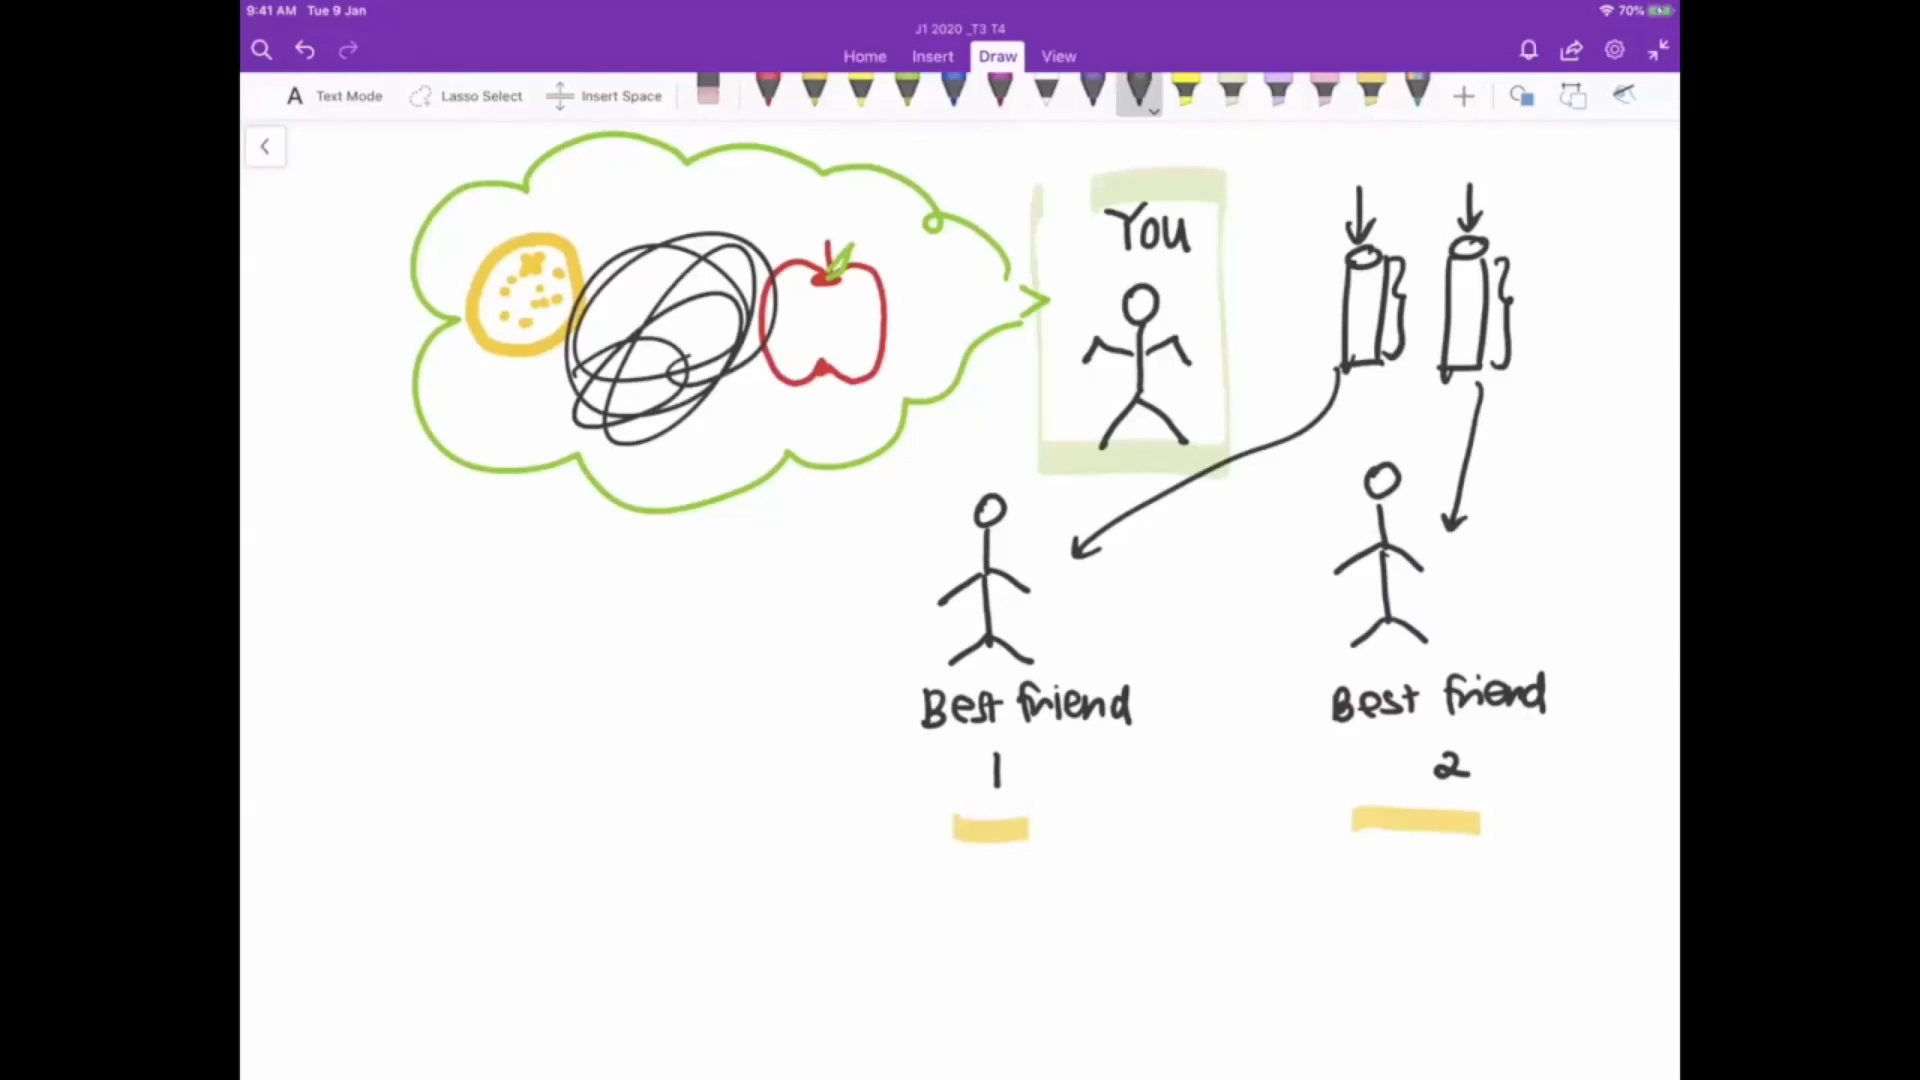 9:41 AM Tue 9 Jan
70%
J1 2020 _T3 T4
Home Insert Draw View
A Text Mode Lasso Select Insert Space
You
Best friend
1
Best friend
2